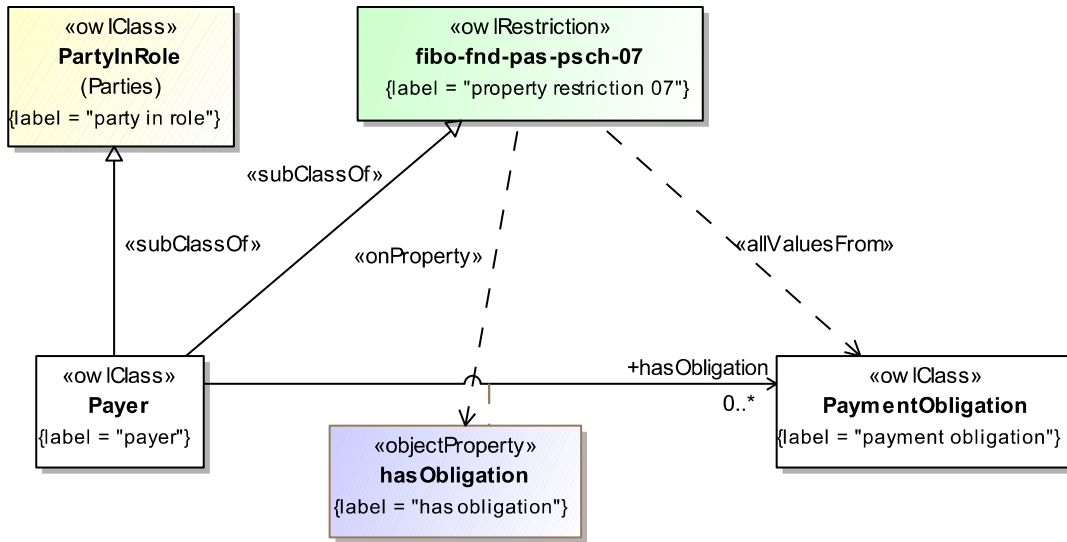 «owlClass»
PartyInRole
(Parties)
{label = "party in role"}
«owlRestriction»
fibo-fnd-pas-psch-07
{label = "property restriction 07"}
«subClassOf»
«subClassOf»
«onProperty»
«allValuesFrom»
«owlClass»
Payer
{label = "payer"}
+hasObligation
0..*
«owlClass»
PaymentObligation
{label = "payment obligation"}
«objectProperty»
hasObligation
{label = "has obligation"}